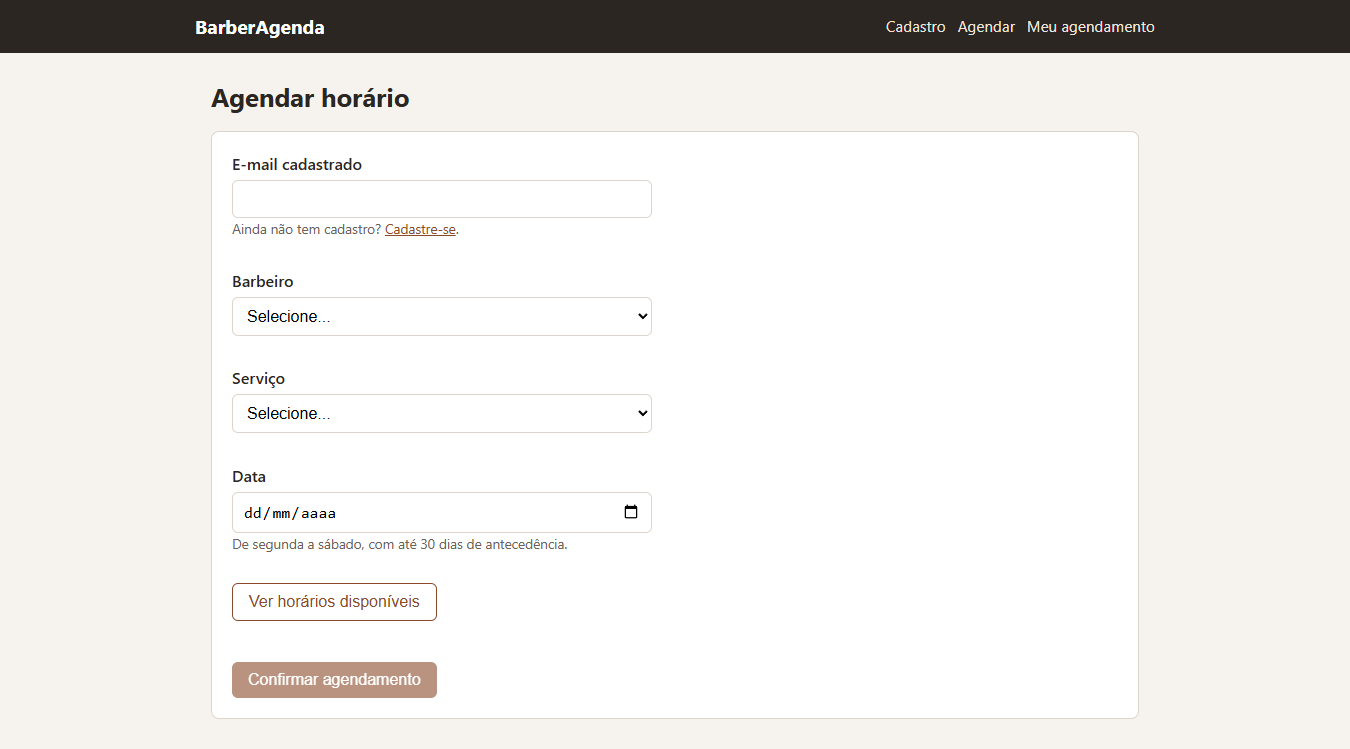 BarberAgenda
Cadastro Agendar Meu agendamento
Agendar horário
E-mail cadastrado
Ainda não tem cadastro? Cadastre-se.
Barbeiro
Selecione...
Serviço
Selecione...
Data
dd/mm/aaaa
De segunda a sábado, com até 30 dias de antecedência.
Ver horários disponíveis
Confirmar agendamento